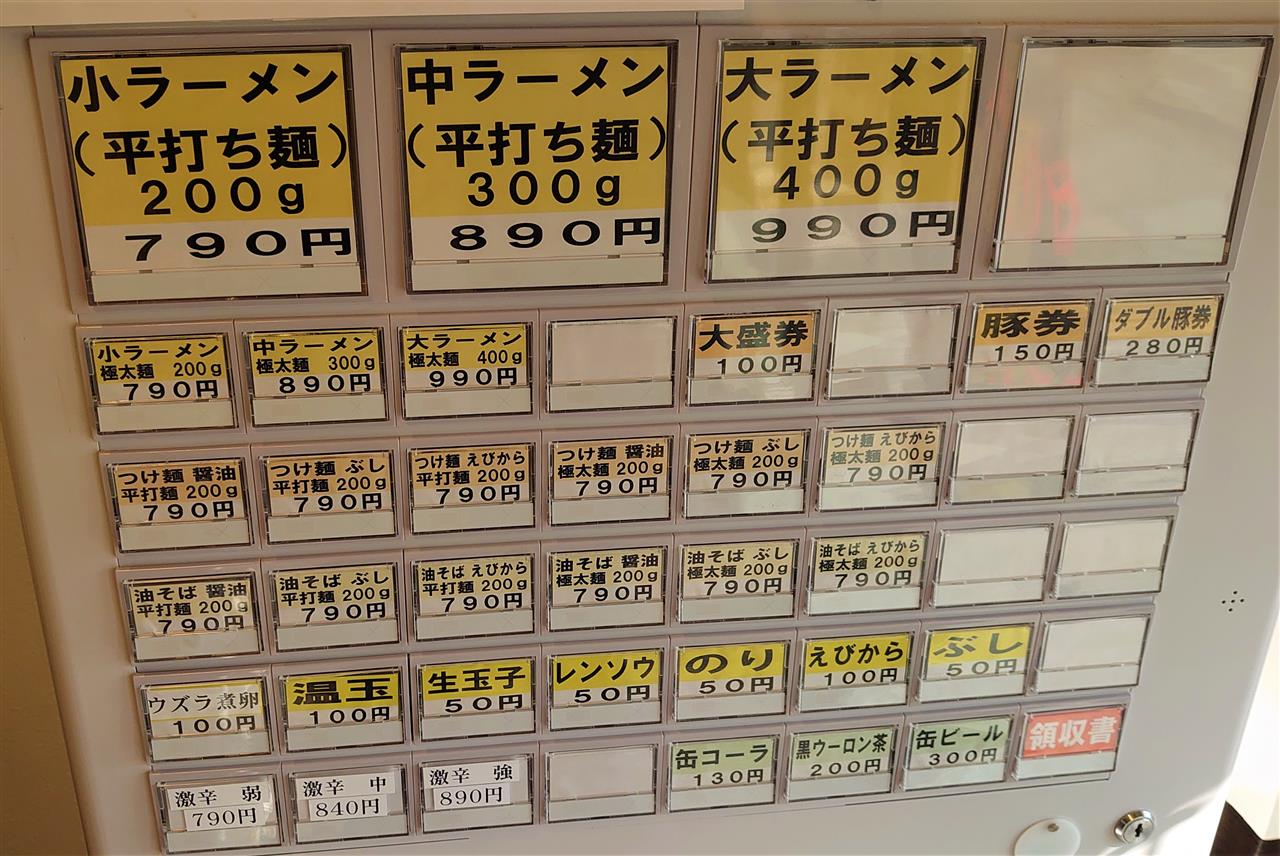 小ラーメン
(平打ち麺)
200g
790円
中ラーメン
(平打ち麺)
300g
890円
大ラーメン
(平打ち麺)
400g
990円
小ラーメン
極太麺 200g
790円
中ラーメン
極太麺 300g
890円
大ラーメン
極太麺 400g
990円
大盛券
100円
豚券
150円
ダブル豚券
280円
つけ麺 醤油
平打麺 200g
790円
つけ麺 ぶし
平打麺 200g
790円
つけ麺 えびから
平打麺 200g
790円
つけ麺 醤油
極太麺 200g
790円
つけ麺 ぶし
極太麺 200g
790円
つけ麺 えびから
極太麺 200g
790円
油そば 醤油
平打麺 200g
790円
油そば ぶし
平打麺 200g
790円
油そば えびから
平打麺 200g
790円
油そば 醤油
極太麺 200g
790円
油そば ぶし
極太麺 200g
790円
油そば えびから
極太麺 200g
790円
ウズラ煮卵
100円
温玉
100円
生玉子
50円
レンソウ
50円
のり
50円
えびから
100円
ぶし
50円
激辛 弱
790円
激辛 中
840円
激辛 強
890円
缶コーラ
130円
黒ウーロン茶
200円
缶ビール
300円
領収書